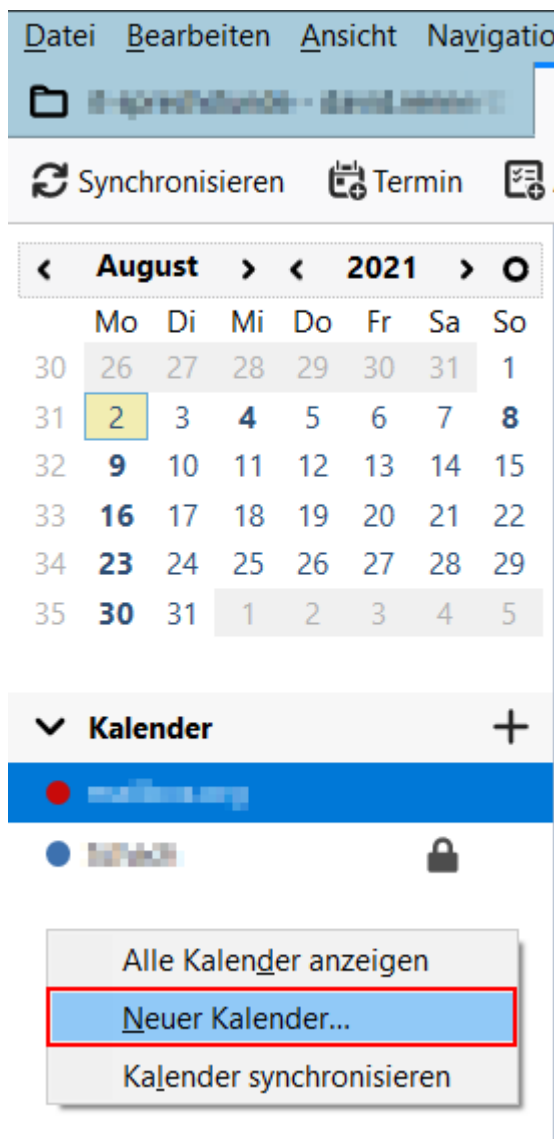 Datei Bearbeiten Ansicht Navigatio
Synchronisieren Termin
August 2021
Mo Di Mi Do Fr Sa So
30 26 27 28 29 30 31 1
31 2 3 4 5 6 7 8
32 9 10 11 12 13 14 15
33 16 17 18 19 20 21 22
34 23 24 25 26 27 28 29
35 30 31 1 2 3 4 5
Kalender
Alle Kalender anzeigen
Neuer Kalender...
Kalender synchronisieren